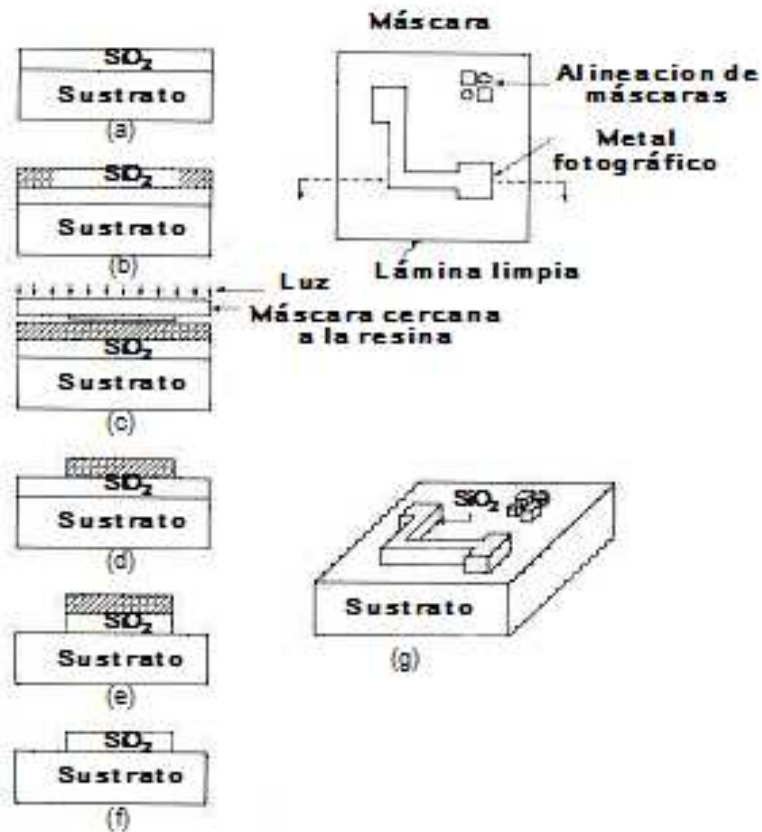 Máscara
SiO₂
Sustrato
(a)
SiO₂
Sustrato
(b)
Luz
Máscara cercana
a la resina
SiO₂
Sustrato
(c)
SiO₂
Sustrato
(d)
SiO₂
Sustrato
(e)
SiO₂
Sustrato
(f)
Alineacion de
máscaras
Metal
fotográfico
Lámina limpia
SiO₂
Sustrato
(g)